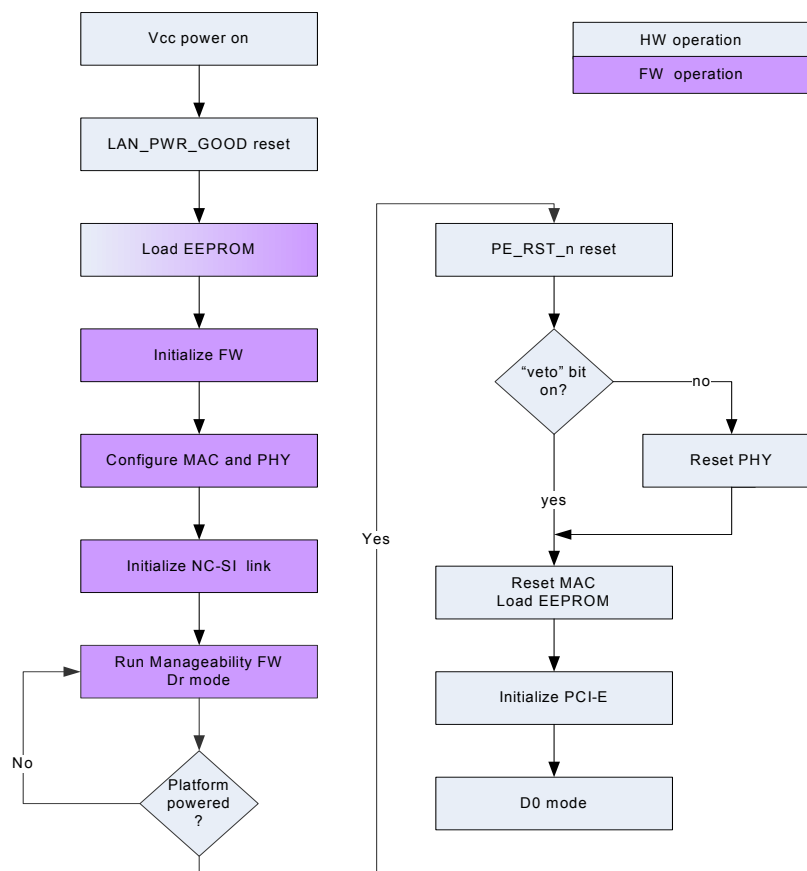 Vcc power on
HW operation
FW operation
LAN_PWR_GOOD reset
Load EEPROM
Initialize FW
Configure MAC and PHY
Initialize NC-SI link
Run Manageability FW
Dr mode
No
Platform
powered
?
Yes
PE_RST_n reset
“veto” bit
on?
no
Reset PHY
yes
Reset MAC
Load EEPROM
Initialize PCI-E
D0 mode